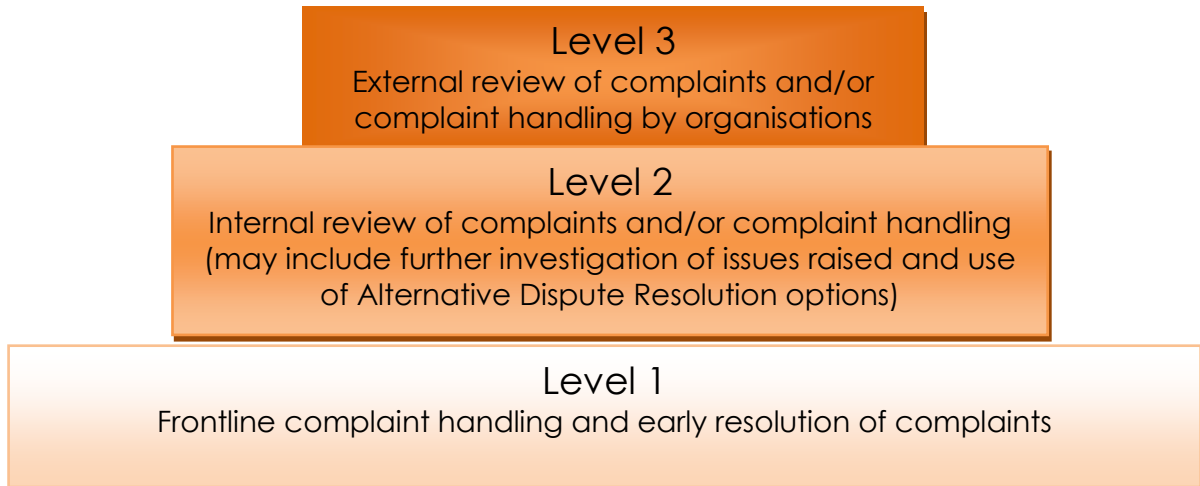 Level 3
External review of complaints and/or
complaint handling by organisations
Level 2
Internal review of complaints and/or complaint handling
(may include further investigation of issues raised and use
of Alternative Dispute Resolution options)
Level 1
Frontline complaint handling and early resolution of complaints